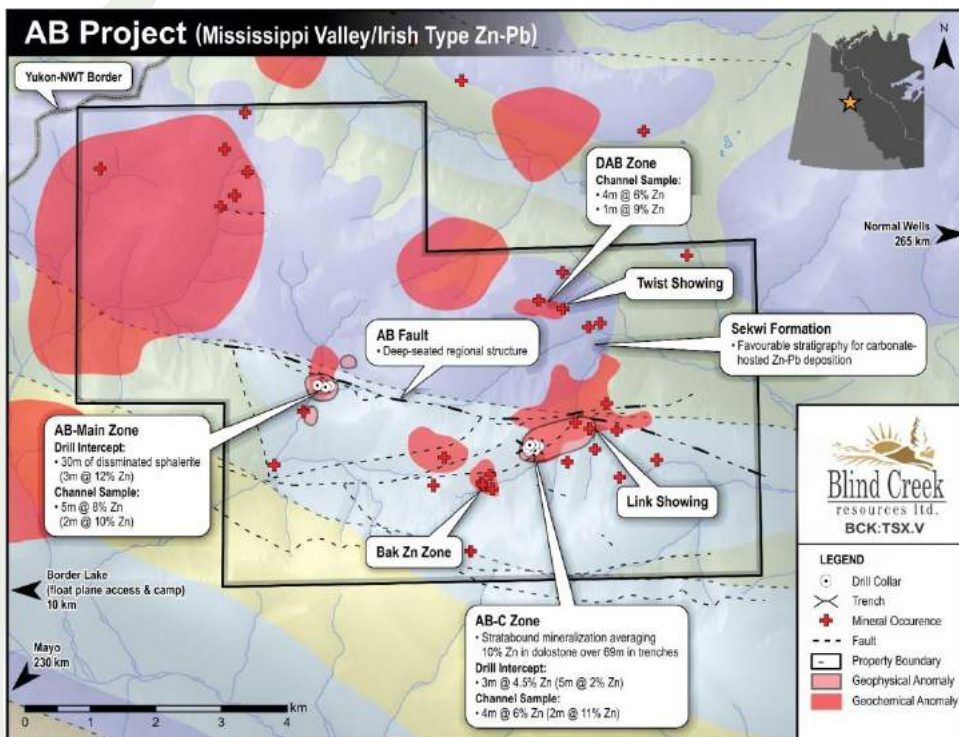 AB Project (Mississippi Valley/Irish Type Zn-Pb)
N
Yukon-NWT Border
DAB Zone
Channel Sample:
• 4m @ 6% Zn
• 1m @ 9% Zn
Normal Wells
265 km
Twist Showing
AB Fault
• Deep-seated regional structure
Sekwi Formation
• Favourable stratigraphy for carbonate-
hosted Zn-Pb deposition
AB-Main Zone
Drill Intercept:
• 30m of dissminated sphalerite
(3m @ 12% Zn)
Channel Sample:
• 5m @ 8% Zn
(2m @ 10% Zn)
Link Showing
Bak Zn Zone
Blind Creek
resources ltd.
BCK:TSX.V
Border Lake
(float plane access & camp)
10 km
Mayo
230 km
AB-C Zone
• Stratabound mineralization averaging
10% Zn in dolostone over 69m in trenches
Drill Intercept:
• 3m @ 4.5% Zn (5m @ 2% Zn)
Channel Sample:
• 4m @ 6% Zn (2m @ 11% Zn)
LEGEND
Drill Collar
Trench
Mineral Occurence
Fault
Property Boundary
Geophysical Anomaly
Geochemical Anomaly
0 1 2 3 4
km